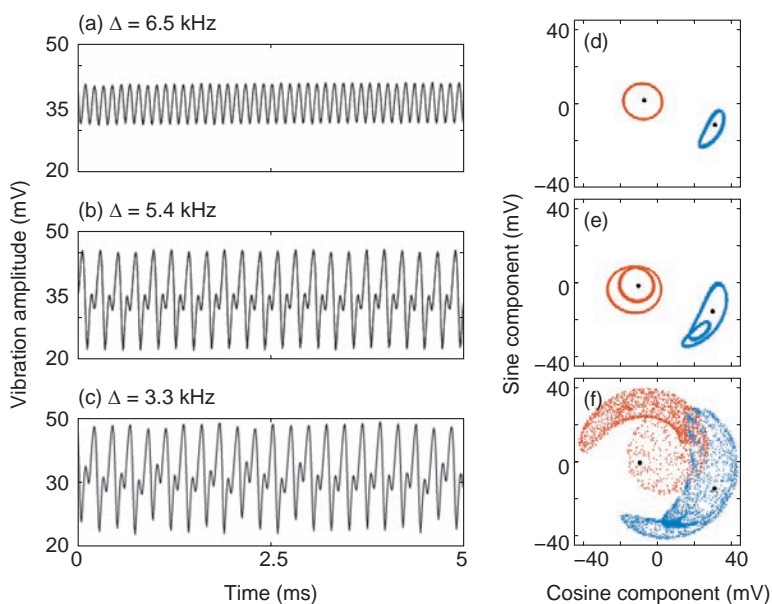 (a) Δ = 6.5 kHz
50
35
20
(b) Δ = 5.4 kHz
50
35
20
(c) Δ = 3.3 kHz
50
30
20
0
2.5
5
Time (ms)
Vibration amplitude (mV)
(d)
40
0
−40
(e)
40
0
−40
(f)
40
0
−40
−40
0
40
Cosine component (mV)
Sine component (mV)